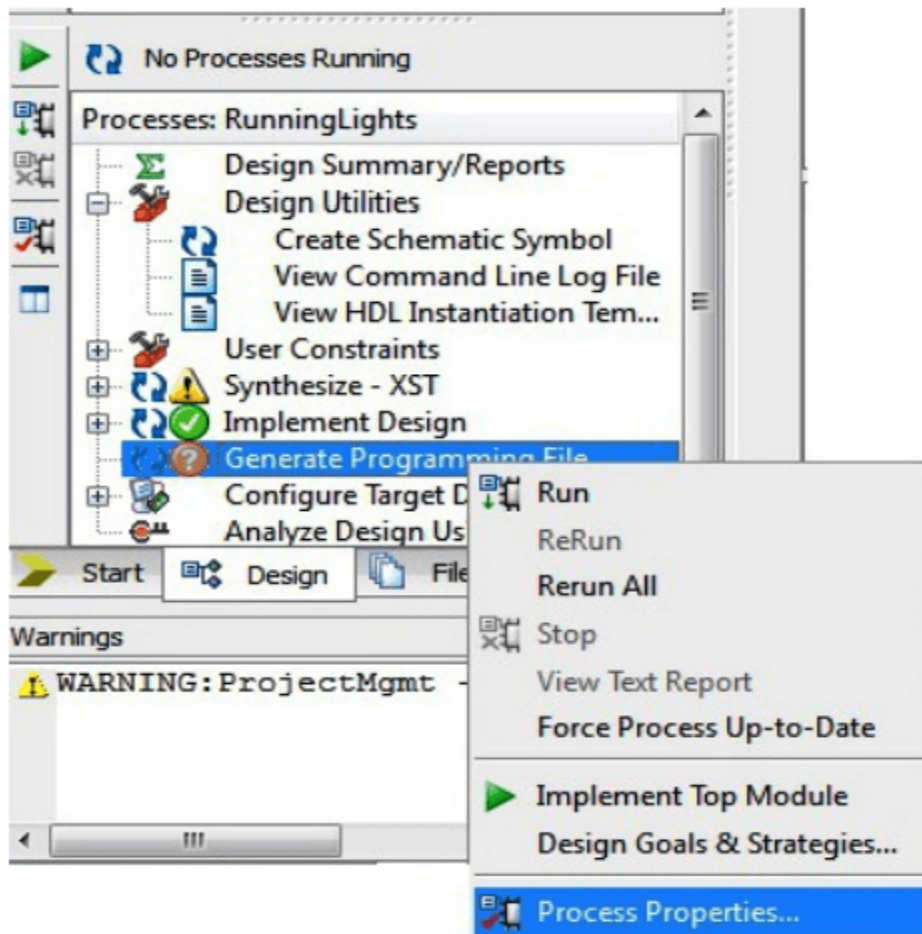 No Processes Running
Processes: RunningLights
Design Summary/Reports
Design Utilities
Create Schematic Symbol
View Command Line Log File
View HDL Instantiation Tem...
User Constraints
Synthesize - XST
Implement Design
Generate Programming File
Configure Target D
Analyze Design Us
Start Design File
Warnings
WARNING:ProjectMgmt -
Run
ReRun
Rerun All
Stop
View Text Report
Force Process Up-to-Date
Implement Top Module
Design Goals & Strategies...
Process Properties...